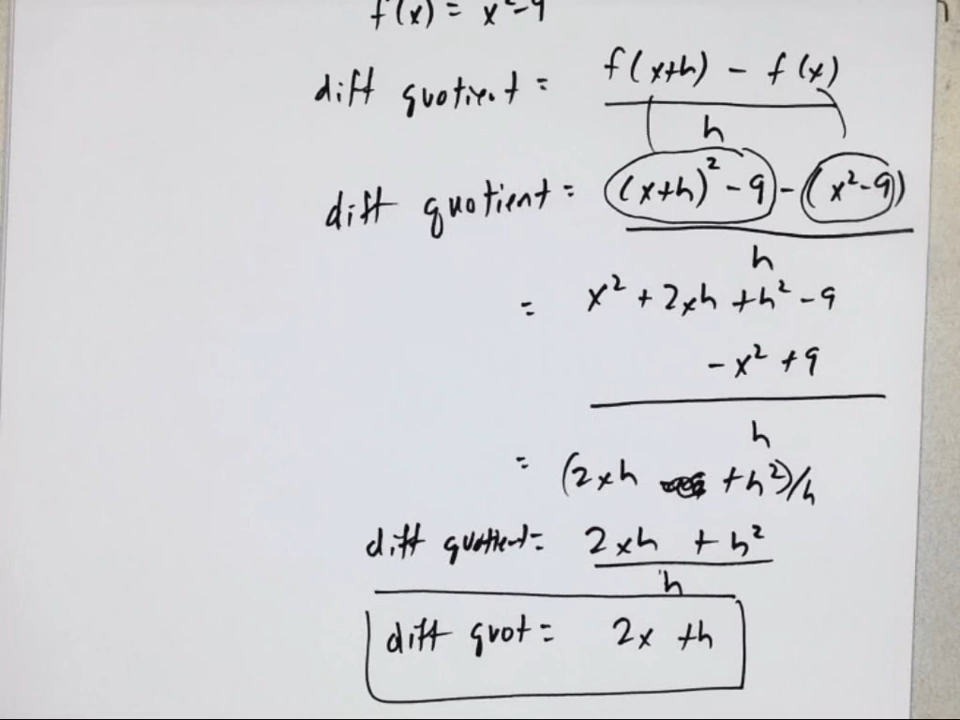 f(x) = x²-9
diff quotient = f(x+h) - f(x)
h
diff quotient = (x+h)² - 9 - (x²-9)
h
= x² + 2xh + h² - 9
- x² + 9
h
= (2xh + h²)/h
diff quotient = 2xh + h²
h
diff quot = 2x + h